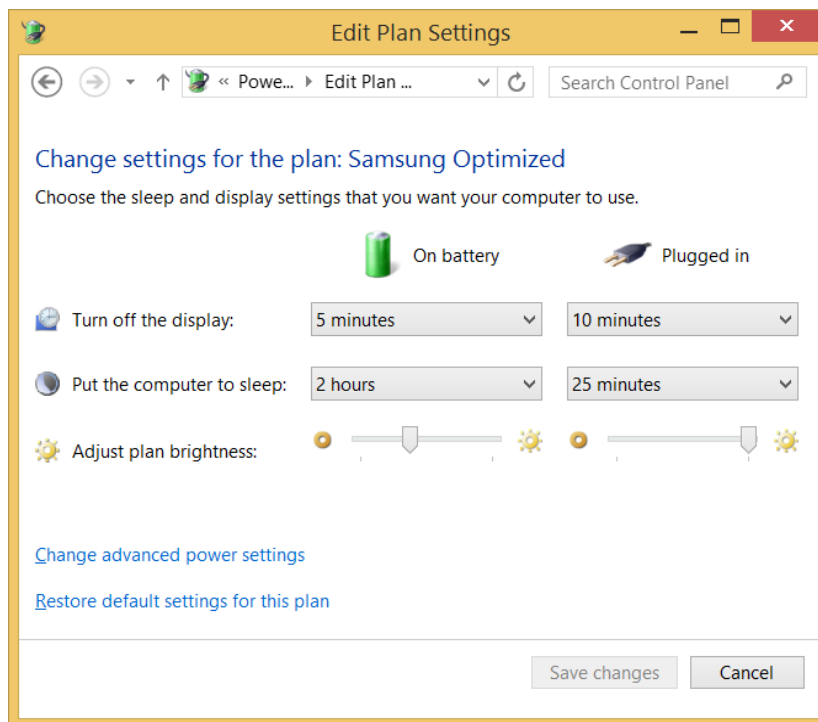 Edit Plan Settings
« Powe... Edit Plan ... Search Control Panel
Change settings for the plan: Samsung Optimized
Choose the sleep and display settings that you want your computer to use.
On battery Plugged in
Turn off the display: 5 minutes 10 minutes
Put the computer to sleep: 2 hours 25 minutes
Adjust plan brightness:
Change advanced power settings
Restore default settings for this plan
Save changes Cancel